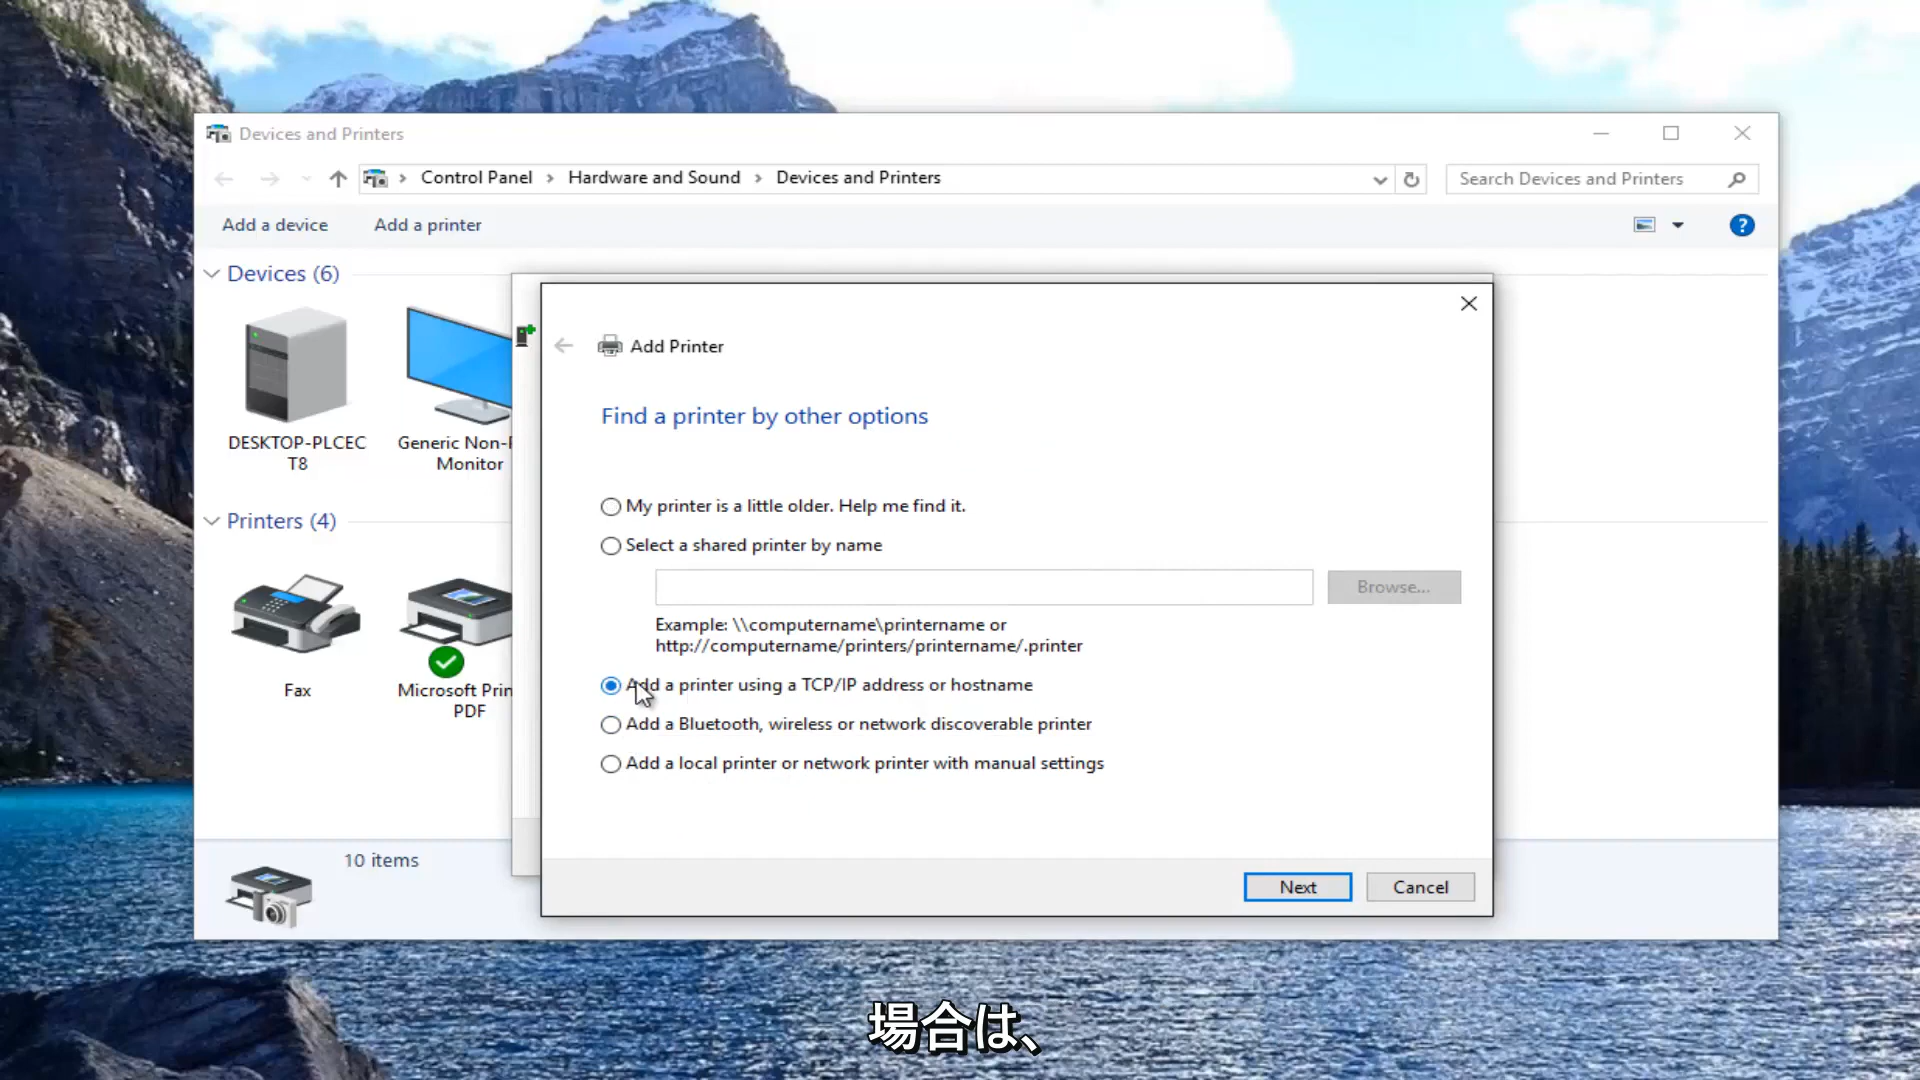 Devices and Printers
Control Panel > Hardware and Sound > Devices and Printers
Search Devices and Printers
Add a device
Add a printer
?
Devices (6)
DESKTOP-PLCEC
T8
Generic Non-P
Monitor
Printers (4)
Fax
Microsoft Prin
PDF
10 items
Add Printer
Find a printer by other options
My printer is a little older. Help me find it.
Select a shared printer by name
Browse...
Example: \\computername\printername or
http://computername/printers/printername/.printer
Add a printer using a TCP/IP address or hostname
Add a Bluetooth, wireless or network discoverable printer
Add a local printer or network printer with manual settings
Next
Cancel
場合は、